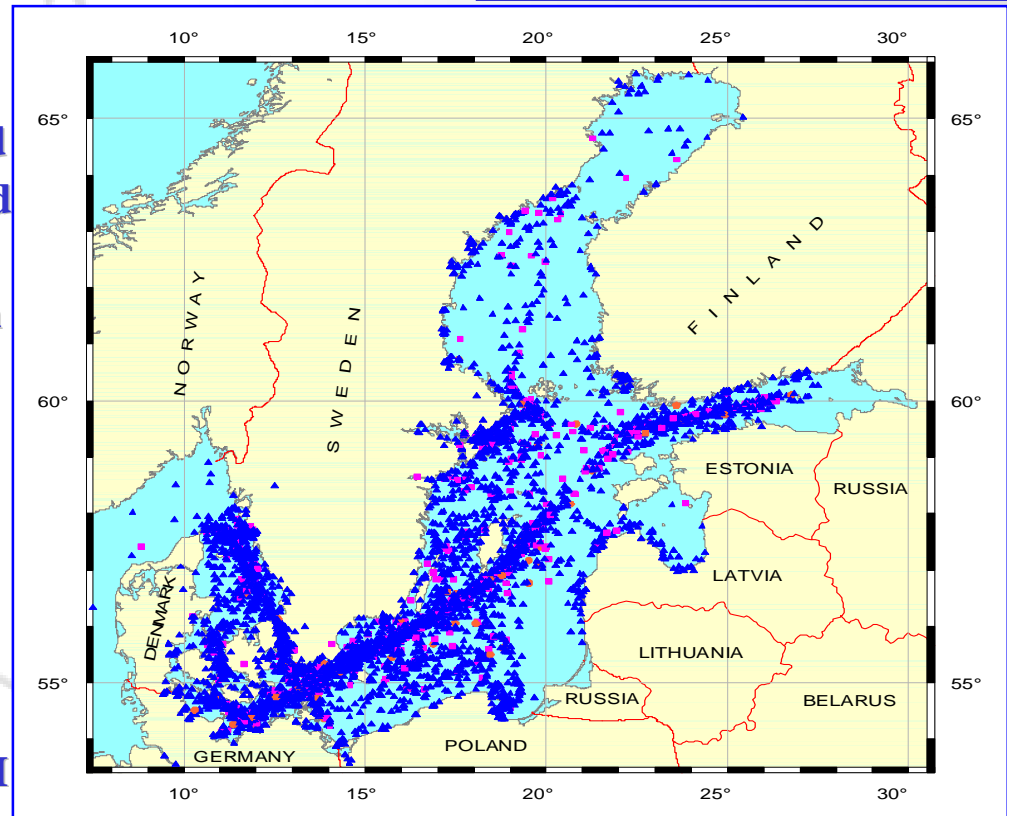 10° 15° 20° 25° 30°
65° 65°
FINLAND
NORWAY
SWEDEN
60° 60°
ESTONIA
RUSSIA
LATVIA
DENMARK
LITHUANIA
55° 55°
RUSSIA
BELARUS
POLAND
GERMANY
10° 15° 20° 25° 30°